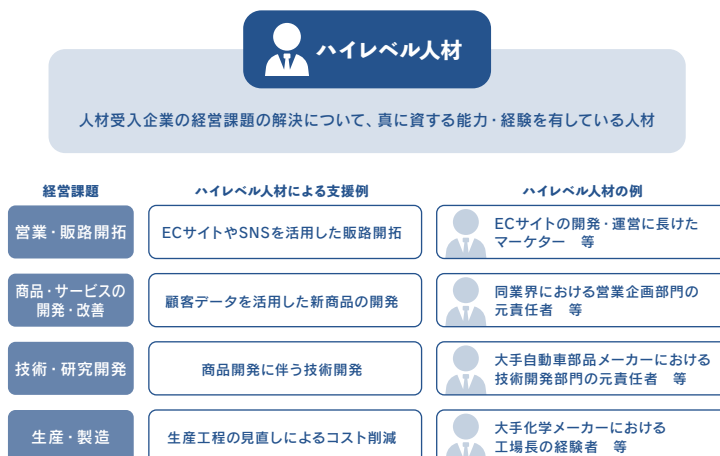 ハイレベル人材
人材受入企業の経営課題の解決について、真に資する能力・経験を有している人材
経営課題
ハイレベル人材による支援例
ハイレベル人材の例
営業・販路開拓
ECサイトやSNSを活用した販路開拓
ECサイトの開発・運営に長けた
マーケター　等
商品・サービスの
開発・改善
顧客データを活用した新商品の開発
同業界における営業企画部門の
元責任者　等
技術・研究開発
商品開発に伴う技術開発
大手自動車部品メーカーにおける
技術開発部門の元責任者　等
生産・製造
生産工程の見直しによるコスト削減
大手化学メーカーにおける
工場長の経験者　等